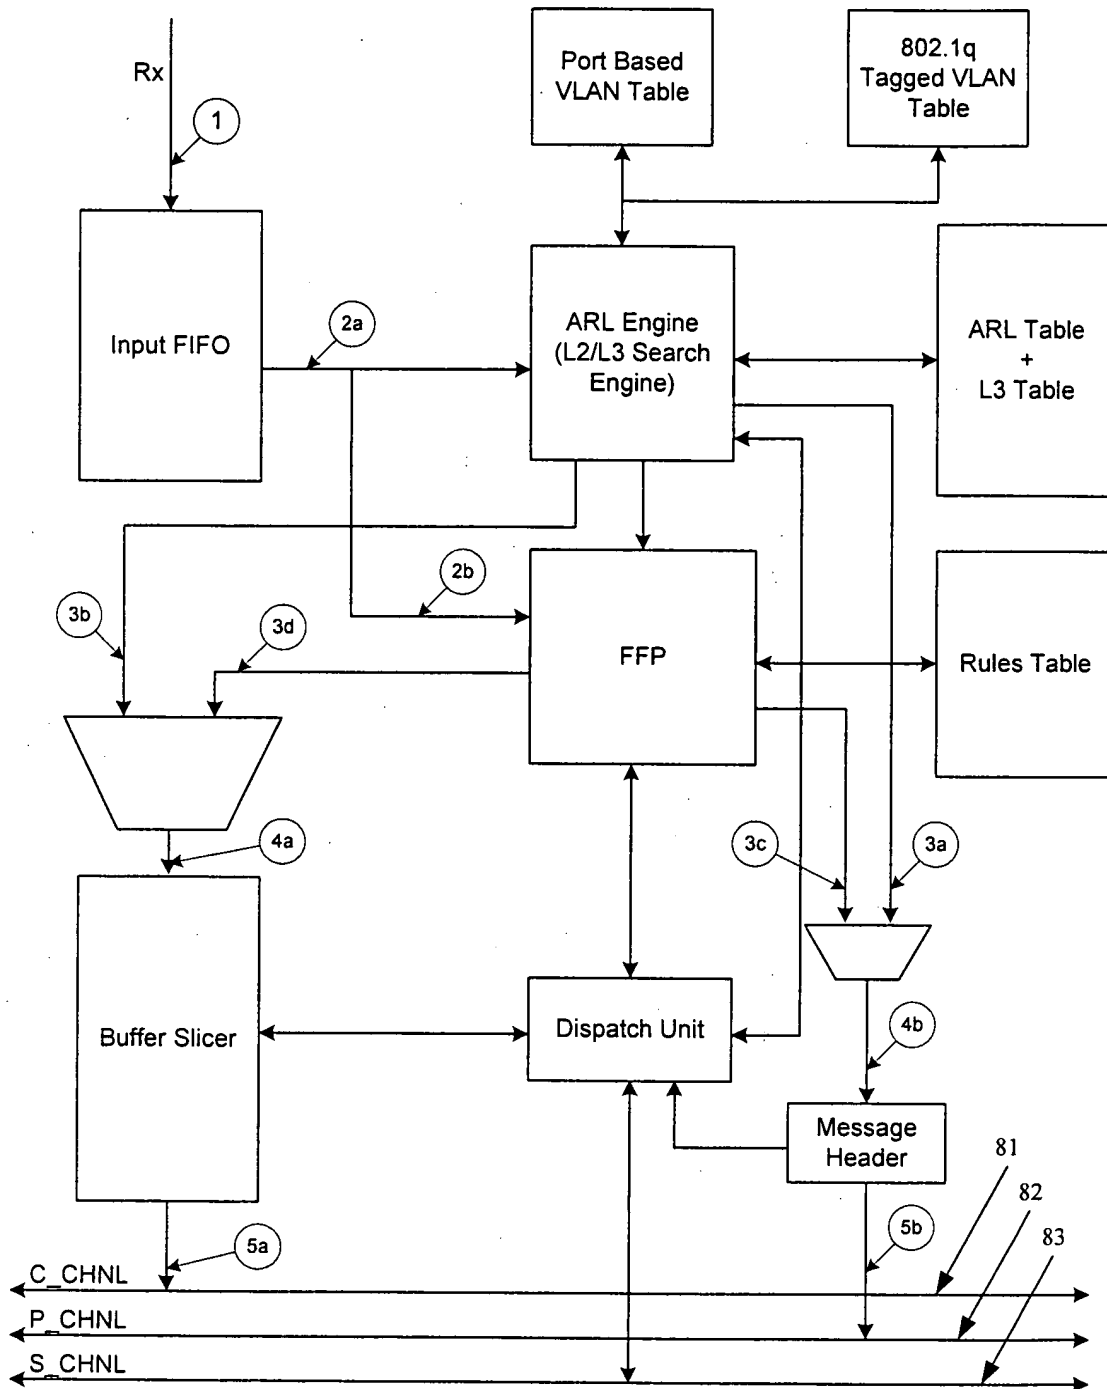 Rx
1
Port Based
VLAN Table
802.1q
Tagged VLAN
Table
Input FIFO
2a
ARL Engine
(L2/L3 Search
Engine)
ARL Table
+
L3 Table
2b
3b
3d
FFP
Rules Table
4a
3c
3a
Buffer Slicer
Dispatch Unit
4b
Message
Header
81
82
83
5a
5b
C_CHNL
P_CHNL
S_CHNL